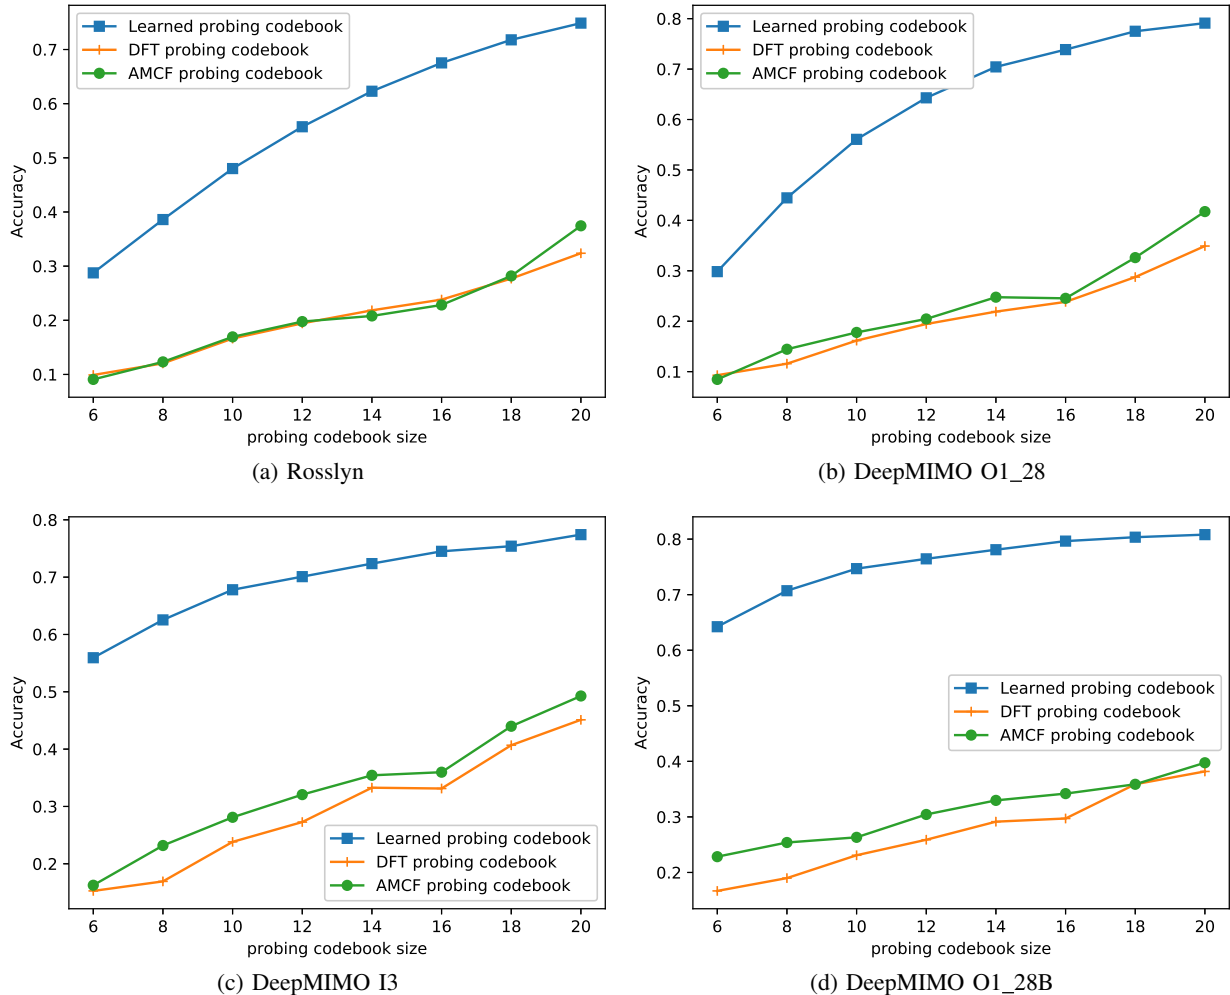 Learned probing codebook
DFT probing codebook
AMCF probing codebook
Accuracy
0.7
0.6
0.5
0.4
0.3
0.2
0.1
6 8 10 12 14 16 18 20
probing codebook size
(a) Rosslyn
Learned probing codebook
DFT probing codebook
AMCF probing codebook
Accuracy
0.8
0.7
0.6
0.5
0.4
0.3
0.2
0.1
6 8 10 12 14 16 18 20
probing codebook size
(b) DeepMIMO O1_28
Accuracy
0.8
0.7
0.6
0.5
0.4
0.3
0.2
Learned probing codebook
DFT probing codebook
AMCF probing codebook
6 8 10 12 14 16 18 20
probing codebook size
(c) DeepMIMO I3
Accuracy
0.8
0.7
0.6
0.5
0.4
0.3
0.2
Learned probing codebook
DFT probing codebook
AMCF probing codebook
6 8 10 12 14 16 18 20
probing codebook size
(d) DeepMIMO O1_28B